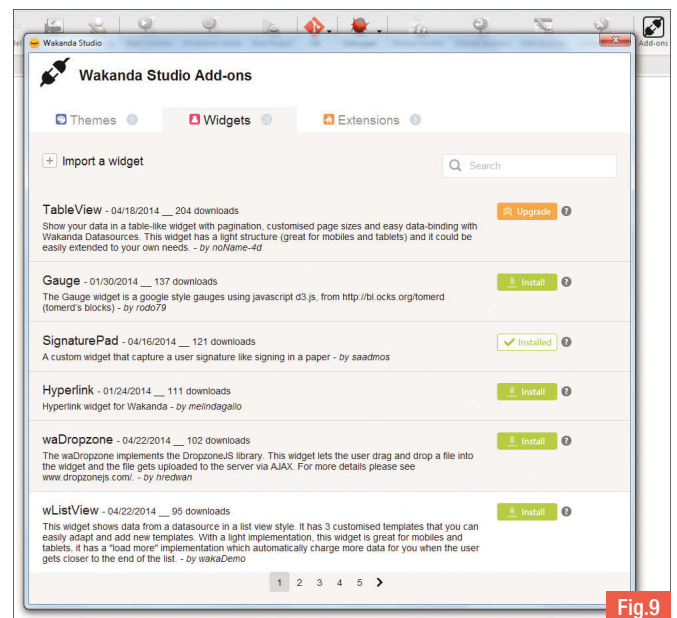 Add-ons
Wakanda Studio
Wakanda Studio Add-ons
Themes
Widgets
Extensions
Import a widget
Search
TableView - 04/18/2014 __ 204 downloads
Upgrade
Show your data in a table-like widget with pagination, customised page sizes and easy data-binding with
Wakanda Datasources. This widget has a light structure (great for mobiles and tablets) and it could be
easily extended to your own needs. - by noName-4d
Gauge - 01/30/2014 __ 137 downloads
Install
The Gauge widget is a google style gauges using javascript d3.js, from http://bl.ocks.org/tomerd
(tomerd's blocks) - by rodo79
SignaturePad - 04/16/2014 __ 121 downloads
Installed
A custom widget that capture a user signature like signing in a paper - by saadmos
Hyperlink - 01/24/2014 __ 111 downloads
Install
Hyperlink widget for Wakanda - by melindagallo
waDropzone - 04/22/2014 __ 102 downloads
Install
The waDropzone implements the DropzoneJS library. This widget lets the user drag and drop a file into
the widget and the file gets uploaded to the server via AJAX. For more details please see
www.dropzonejs.com/. - by hredwan
wListView - 04/22/2014 __ 95 downloads
Install
This widget shows data from a datasource in a list view style. It has 3 customised templates that you can
easily adapt and add new templates. With a light implementation, this widget is great for mobiles and
tablets, it has a "load more" implementation which automatically charge more data for you when the user
gets closer to the end of the list. - by wakaDemo
1 2 3 4 5
Fig.9